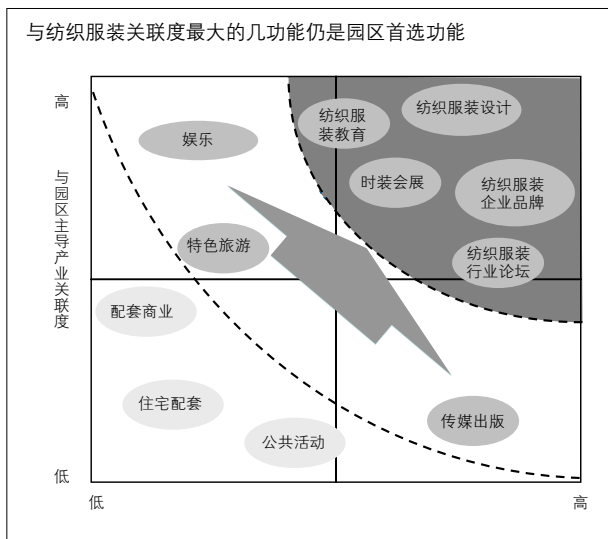 与纺织服装关联度最大的几功能仍是园区首选功能
高
与园区主导产业关联度
低
低
高
纺织服
装教育
纺织服装设计
娱乐
时装会展
纺织服装
企业品牌
特色旅游
纺织服装
行业论坛
配套商业
住宅配套
公共活动
传媒出版